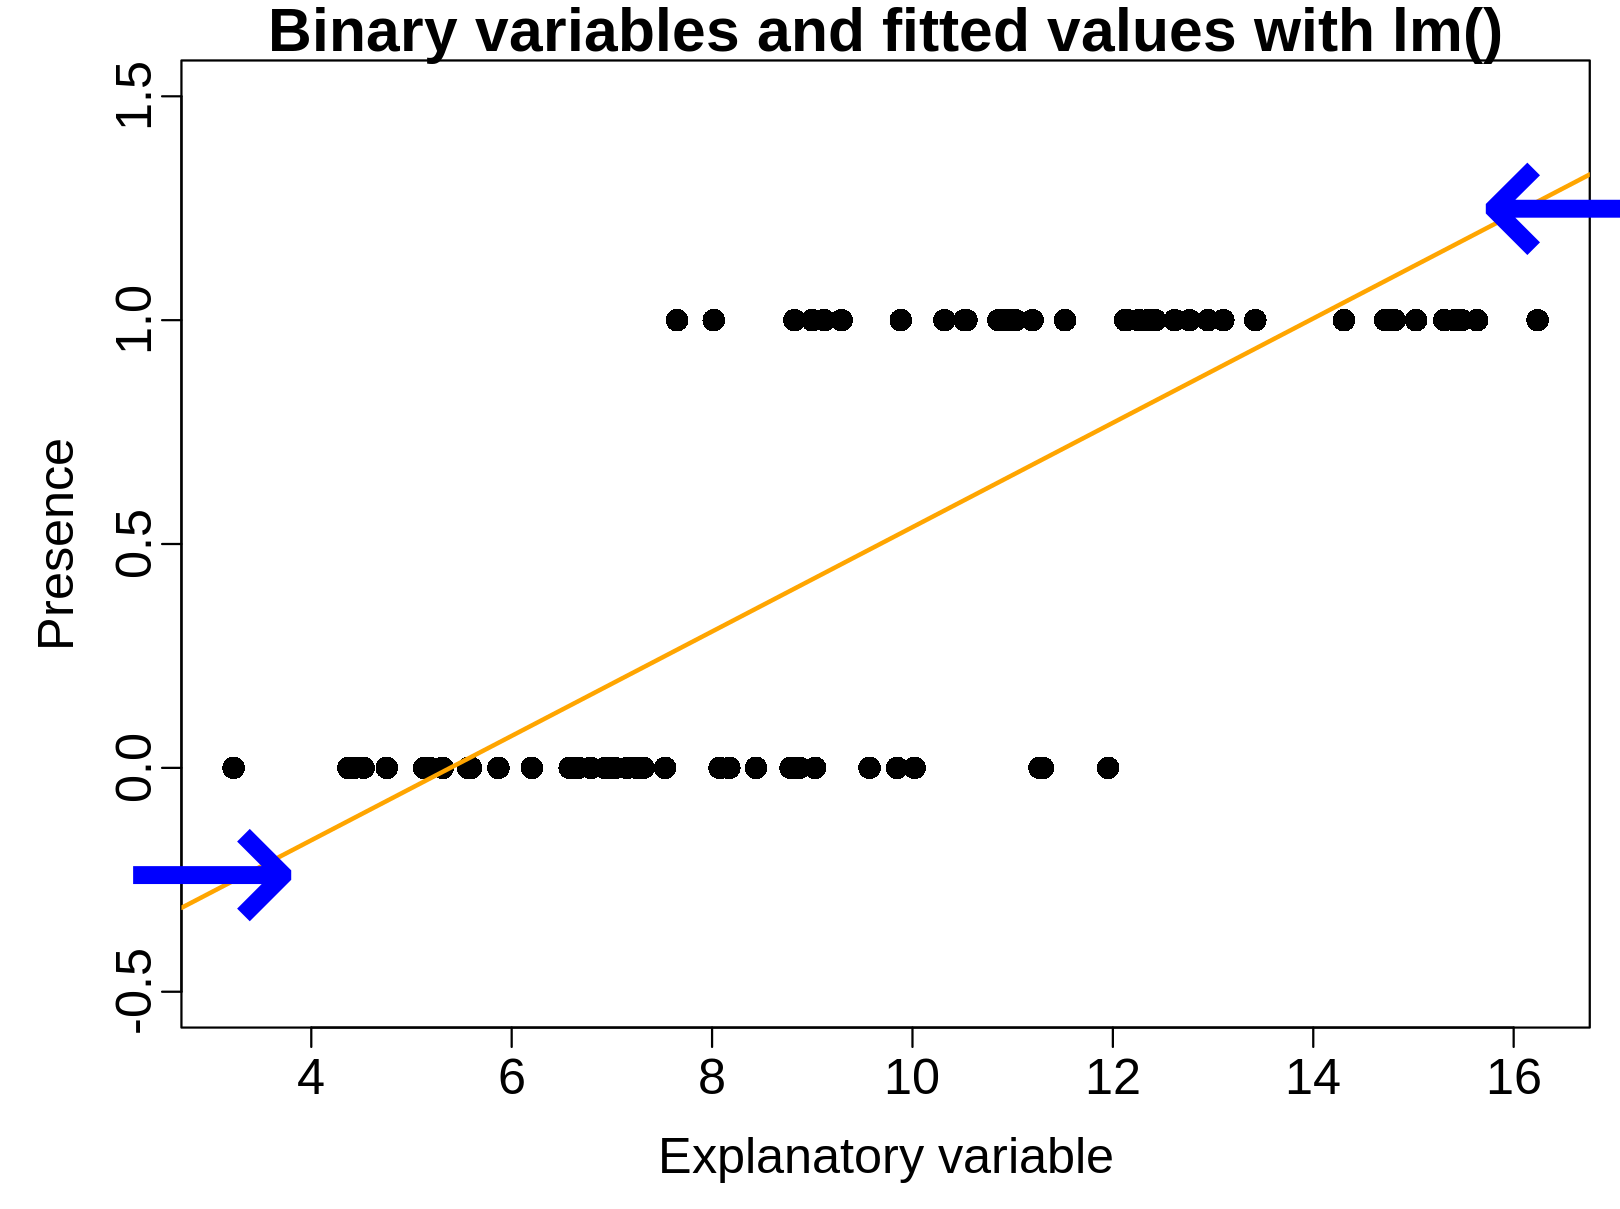 Binary variables and fitted values with lm()
1.5
1.0
0.5
0.0
-0.5
Presence
4 6 8 10 12 14 16
Explanatory variable